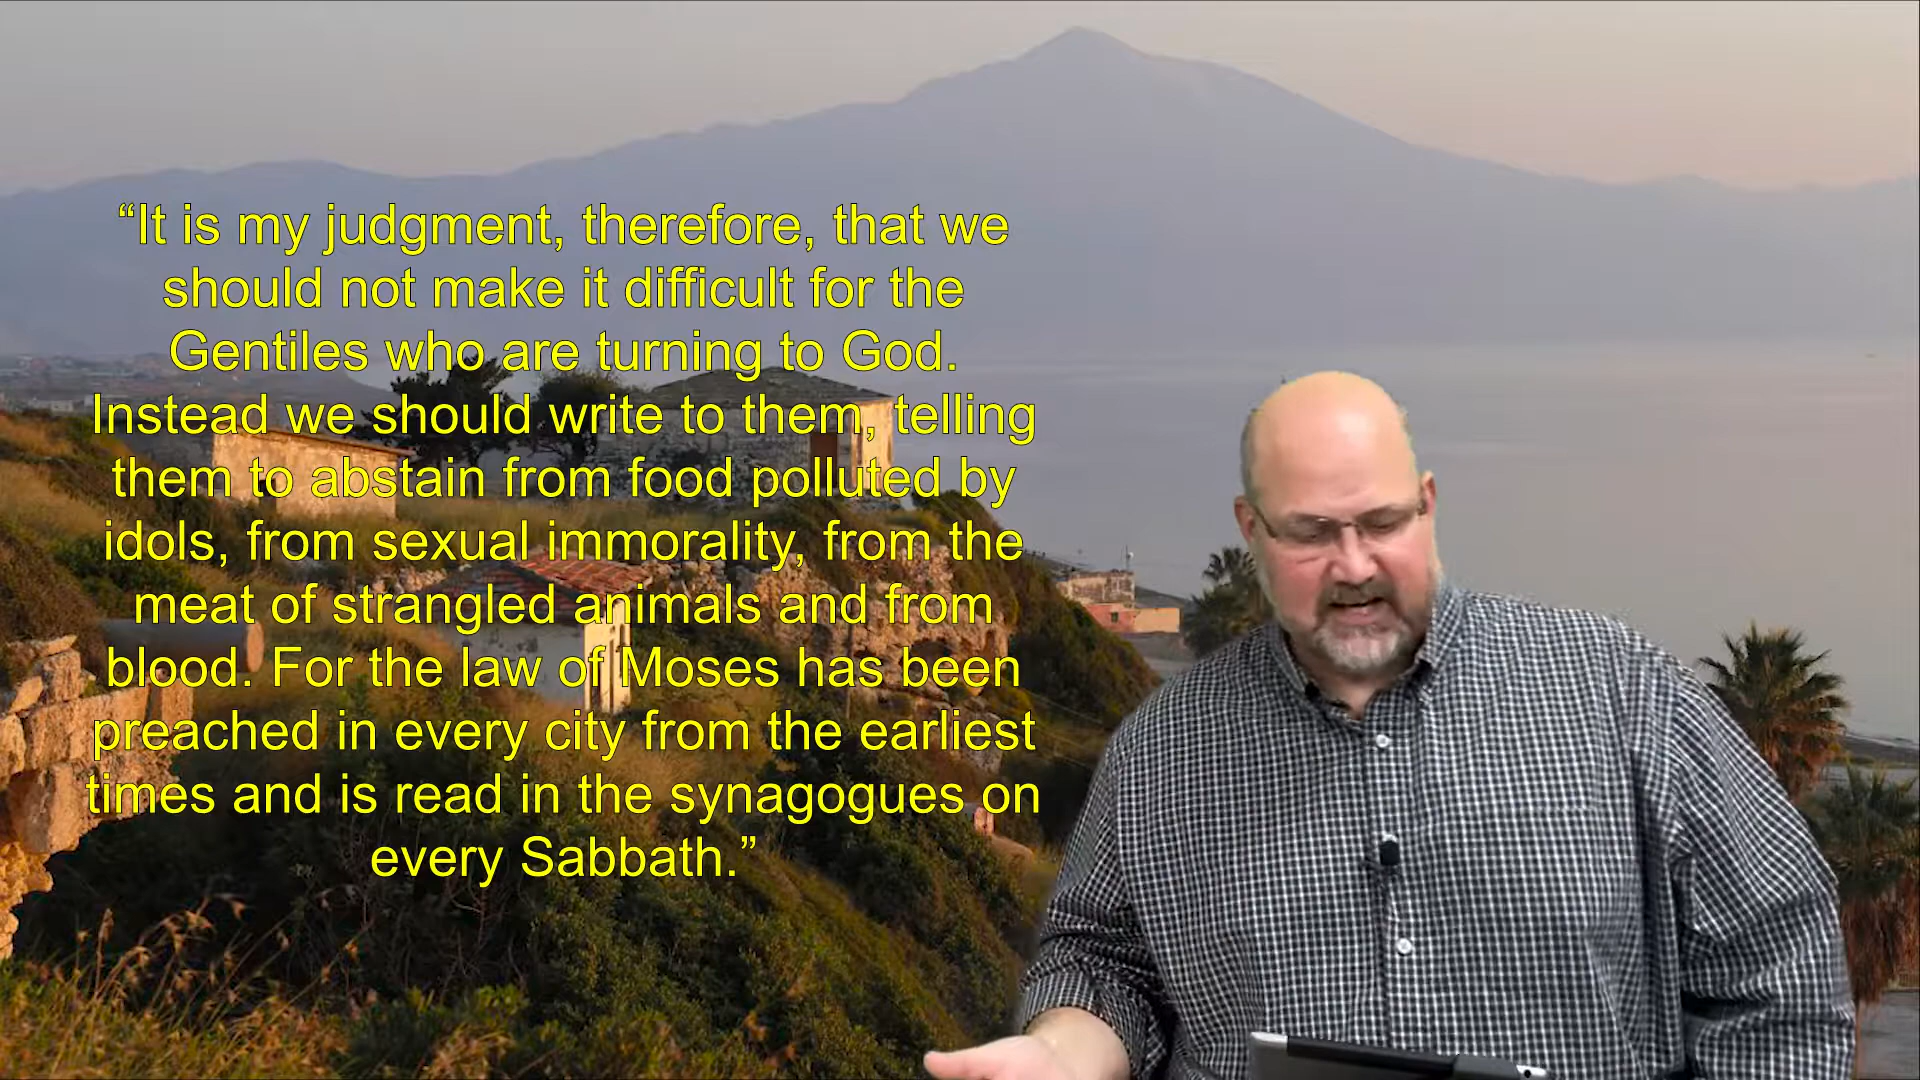 “It is my judgment, therefore, that we
should not make it difficult for the
Gentiles who are turning to God.
Instead we should write to them, telling
them to abstain from food polluted by
idols, from sexual immorality, from the
meat of strangled animals and from
blood. For the law of Moses has been
preached in every city from the earliest
times and is read in the synagogues on
every Sabbath.”